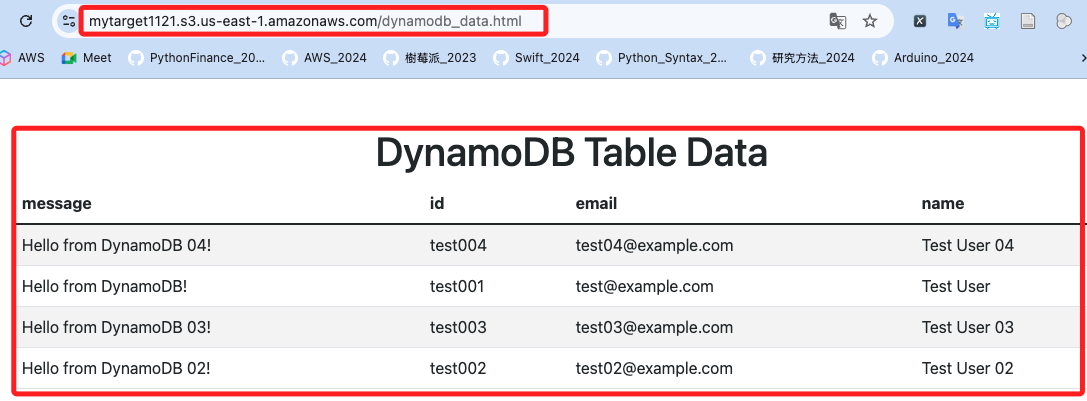 mytarget1121.s3.us-east-1.amazonaws.com/dynamodb_data.html
AWS Meet PythonFinance_20... AWS_2024 樹莓派_2023 Swift_2024 Python_Syntax_2... 研究方法_2024 Arduino_2024
DynamoDB Table Data
message id email name
Hello from DynamoDB 04! test004 test04@example.com Test User 04
Hello from DynamoDB! test001 test@example.com Test User
Hello from DynamoDB 03! test003 test03@example.com Test User 03
Hello from DynamoDB 02! test002 test02@example.com Test User 02